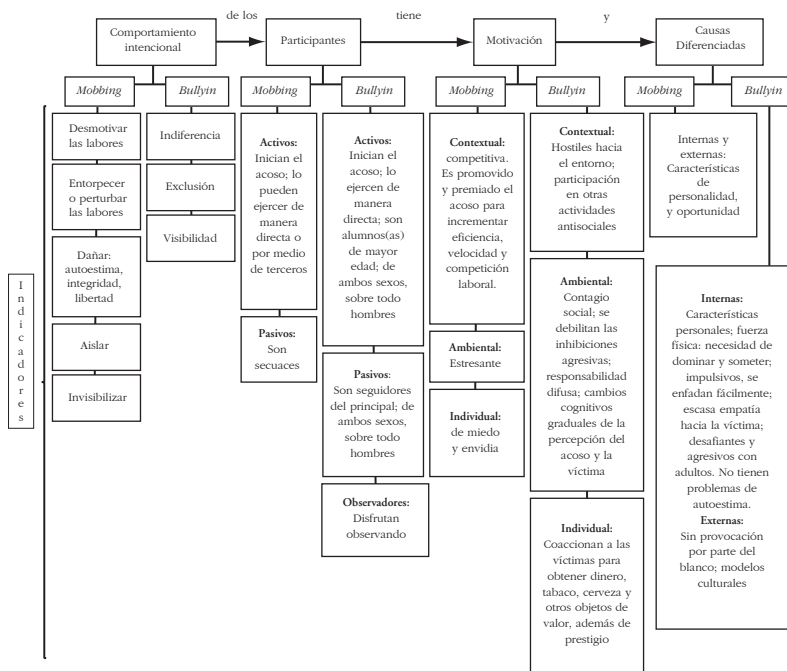 de los
tiene
y
Comportamiento
intencional
Participantes
Motivación
Causas
Diferenciadas
Mobbing
Bullyin
Mobbing
Bullyin
Mobbing
Bullyin
Mobbing
Bullyin
Indicadores
Desmotivar
las labores
Entorpecer
o perturbar
las labores
Dañar:
autoestima,
integridad,
libertad
Aislar
Invisibilizar
Indiferencia
Exclusión
Visibilidad
Activos:
Inician el
acoso; lo
pueden
ejercer de
manera
directa o
por medio
de terceros
Pasivos:
Son
secuaces
Activos:
Inician el
acoso; lo
ejercen de
manera
directa; son
alumnos(as)
de mayor
edad; de
ambos sexos,
sobre todo
hombres
Pasivos:
Son seguidores
del principal; de
ambos sexos,
sobre todo
hombres
Observadores:
Disfrutan
observando
Contextual:
competitiva.
Es promovido
y premiado el
acoso para
incrementar
eficiencia,
velocidad y
competición
laboral.
Ambiental:
Estresante
Individual:
de miedo
y envidia
Contextual:
Hostiles hacia
el entorno;
participación
en otras
actividades
antisociales
Ambiental:
Contagio
social; se
debilitan las
inhibiciones
agresivas;
responsabilidad
difusa; cambios
cognitivos
graduales de la
percepción del
acoso y la
víctima
Individual:
Coaccionan a las
víctimas para
obtener dinero,
tabaco, cerveza y
otros objetos de
valor, además de
prestigio
Internas y
externas:
Características
de
personalidad,
y oportunidad
Internas:
Características
personales; fuerza
física: necesidad de
dominar y someter;
impulsivos, se
enfadan fácilmente;
escasa empatía
hacia la víctima;
desafiantes y
agresivos con
adultos. No tienen
problemas de
autoestima.
Externas:
Sin provocación
por parte del
blanco; modelos
culturales